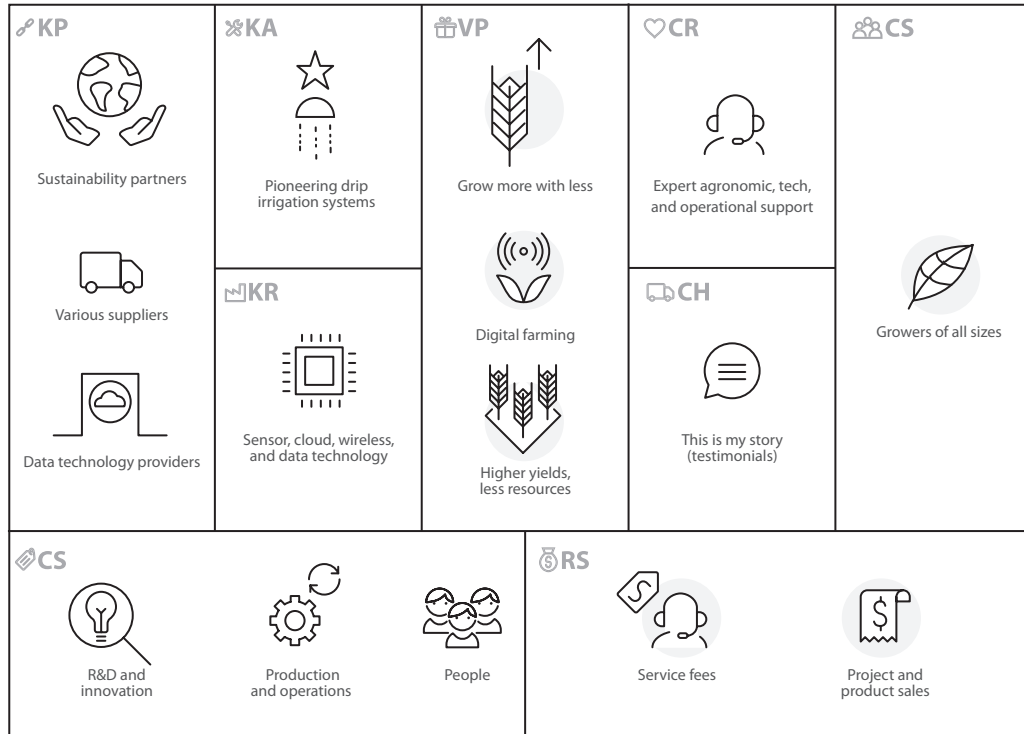 KP
Sustainability partners
Various suppliers
Data technology providers
KA
Pioneering drip
irrigation systems
KR
Sensor, cloud, wireless,
and data technology
VP
Grow more with less
Digital farming
Higher yields,
less resources
CR
Expert agronomic, tech,
and operational support
CH
This is my story
(testimonials)
CS
Growers of all sizes
CS
R&D and
innovation
Production
and operations
People
RS
Service fees
$
Project and
product sales